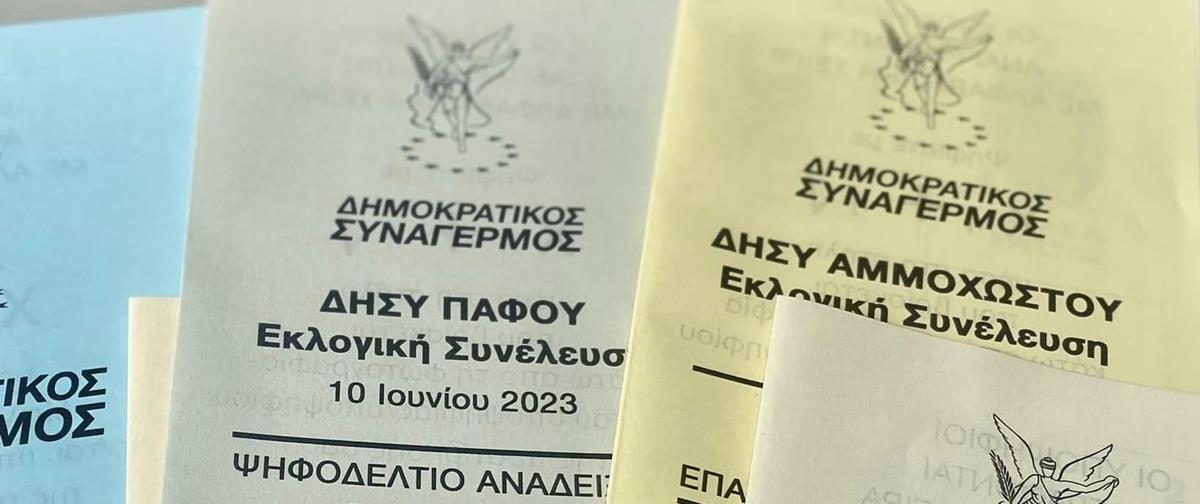 ΔΗΜΟΚΡΑΤΙΚΟΣ
ΣΥΝΑΓΕΡΜΟΣ
ΔΗΣΥ ΠΑΦΟΥ
Εκλογική Συνέλευσ
10 Ιουνίου 2023
ΨΗΦΟΔΕΛΤΙΟ ΑΝΑΔΕΙ
ΔΗΜΟΚΡΑΤΙΚΟΣ
ΣΥΝΑΓΕΡΜΟΣ
ΔΗΣΥ ΑΜΜΟΧΩΣΤΟΥ
Εκλογική Συνέλευση
ΕΠΑ
ΤΙΚΟΣ
ΜΟΣ